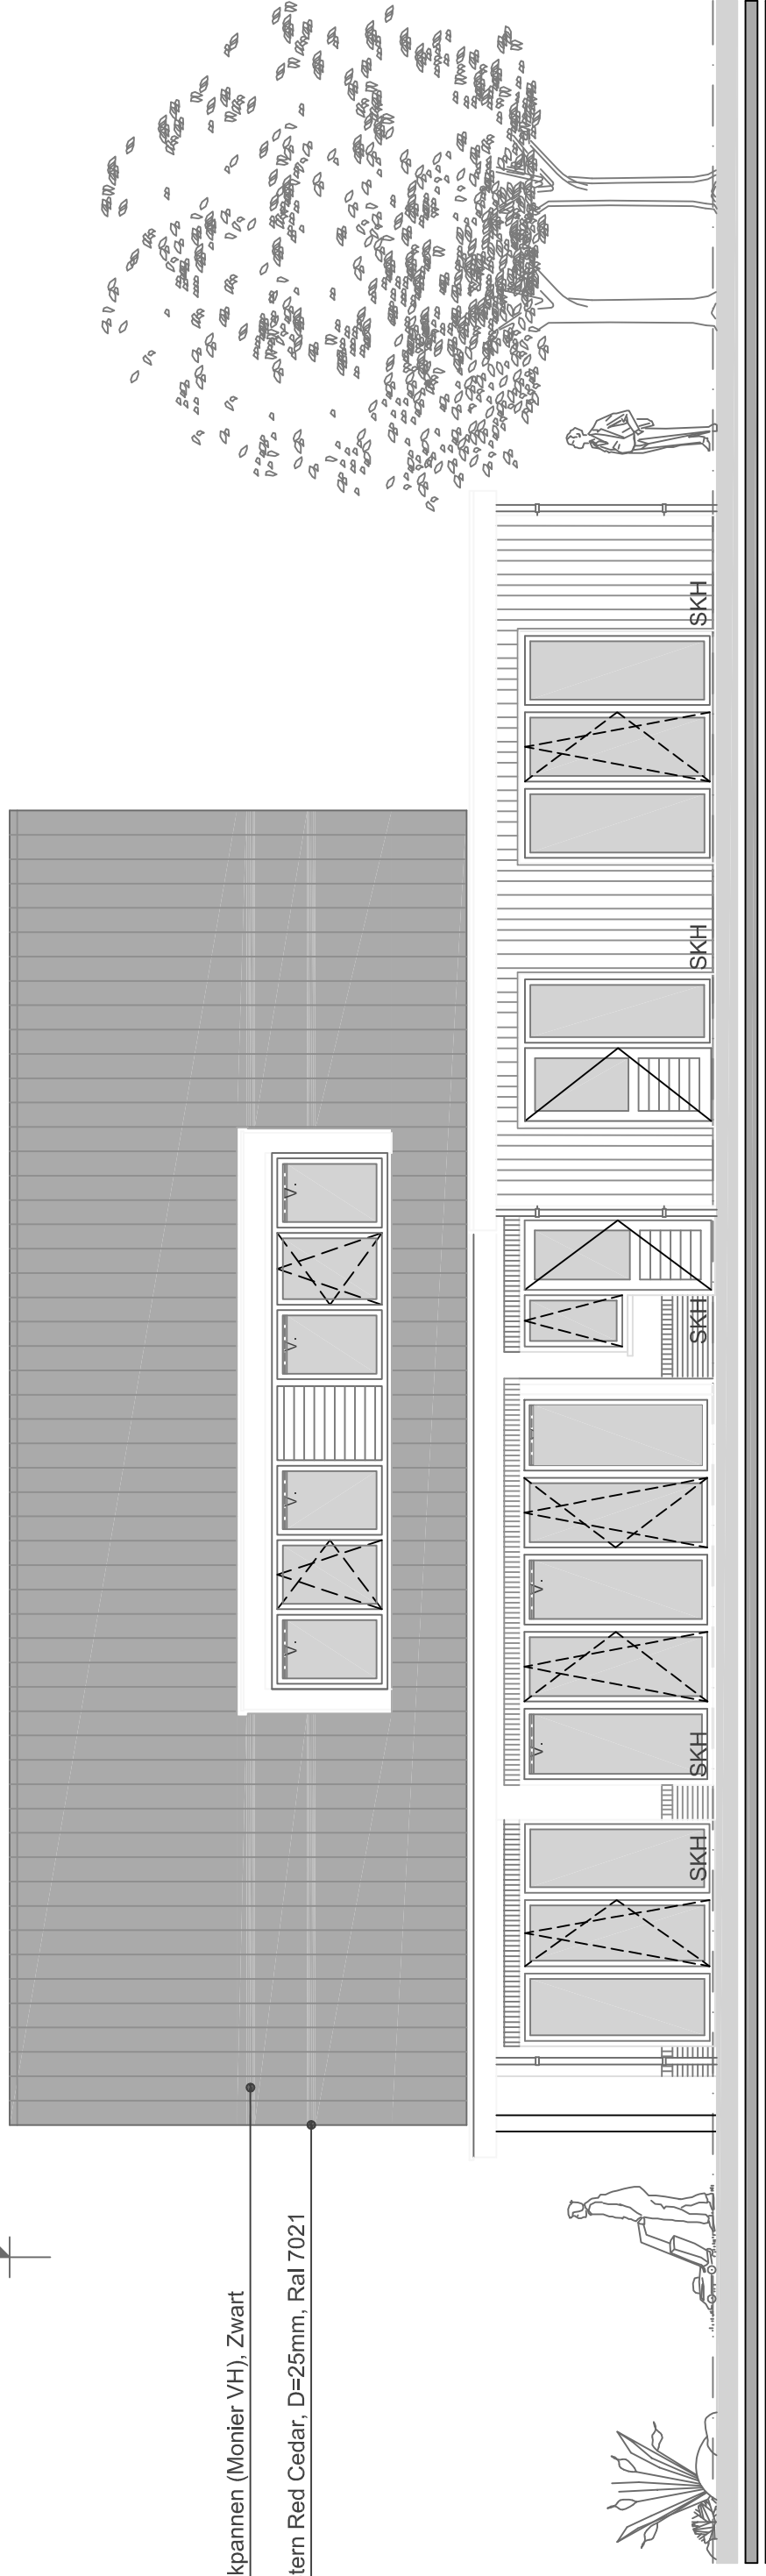 kpannen (Monier VH), Zwart
tern Red Cedar, D=25mm, Ral 7021
V.
V.
V.
V.
V.
V.
SKH
SKH
SKH
SKH
SKH